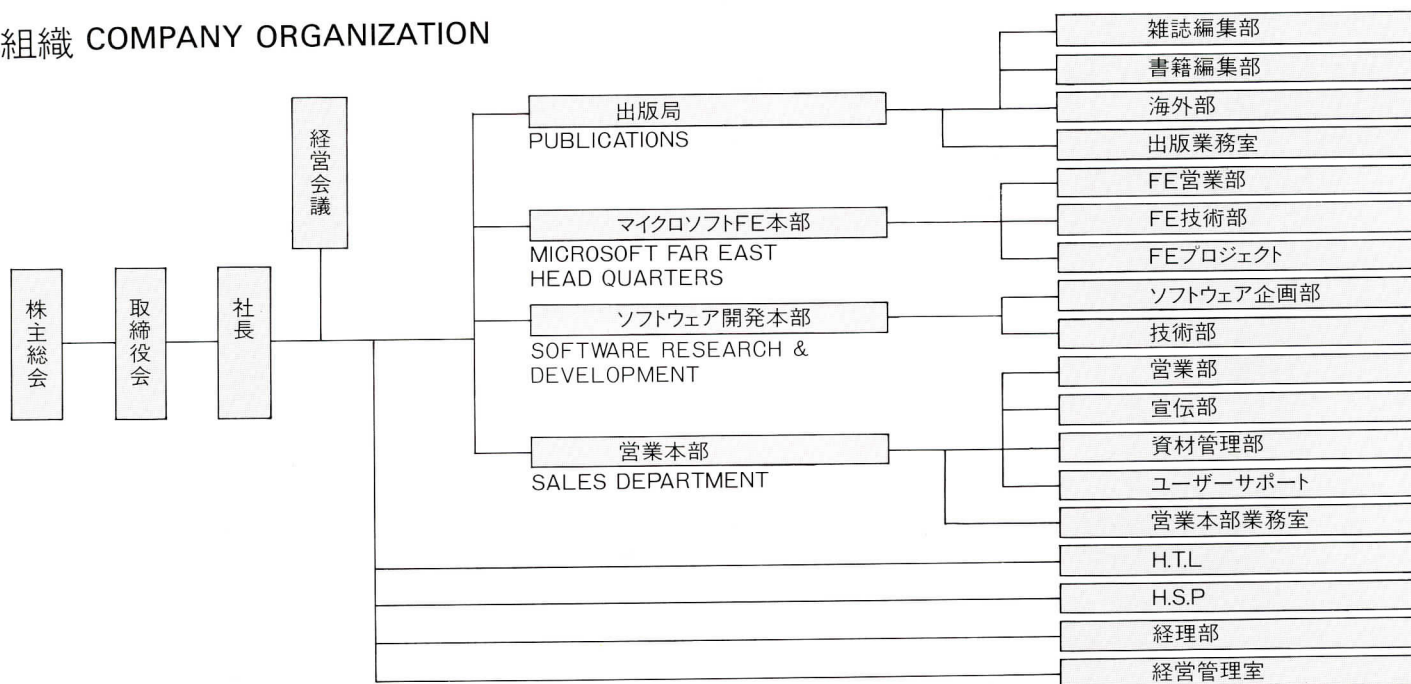 組織 COMPANY ORGANIZATION
株主総会
取締役会
社長
経営会議
出版局
PUBLICATIONS
マイクロソフトFE本部
MICROSOFT FAR EAST
HEAD QUARTERS
ソフトウェア開発本部
SOFTWARE RESEARCH &
DEVELOPMENT
営業本部
SALES DEPARTMENT
雑誌編集部
書籍編集部
海外部
出版業務室
FE営業部
FE技術部
FEプロジェクト
ソフトウェア企画部
技術部
営業部
宣伝部
資材管理部
ユーザーサポート
営業本部業務室
H.T.L
H.S.P
経理部
経営管理室